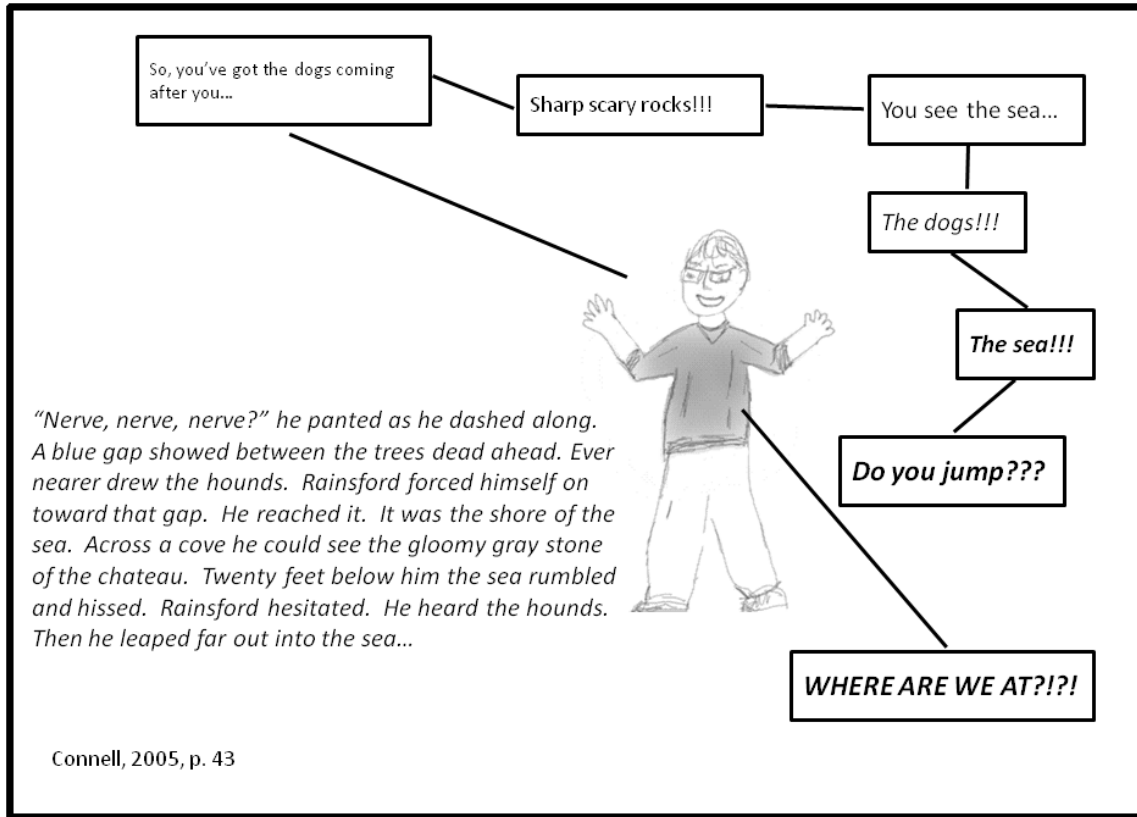 So, you’ve got the dogs coming
after you…
Sharp scary rocks!!!
You see the sea…
The dogs!!!
The sea!!!
Do you jump???
“Nerve, nerve, nerve?” he panted as he dashed along.
A blue gap showed between the trees dead ahead. Ever
nearer drew the hounds.  Rainsford forced himself on
toward that gap.  He reached it.  It was the shore of the
sea.  Across a cove he could see the gloomy gray stone
of the chateau.  Twenty feet below him the sea rumbled
and hissed.  Rainsford hesitated.  He heard the hounds.
Then he leaped far out into the sea…
WHERE ARE WE AT?!?!
Connell, 2005, p. 43